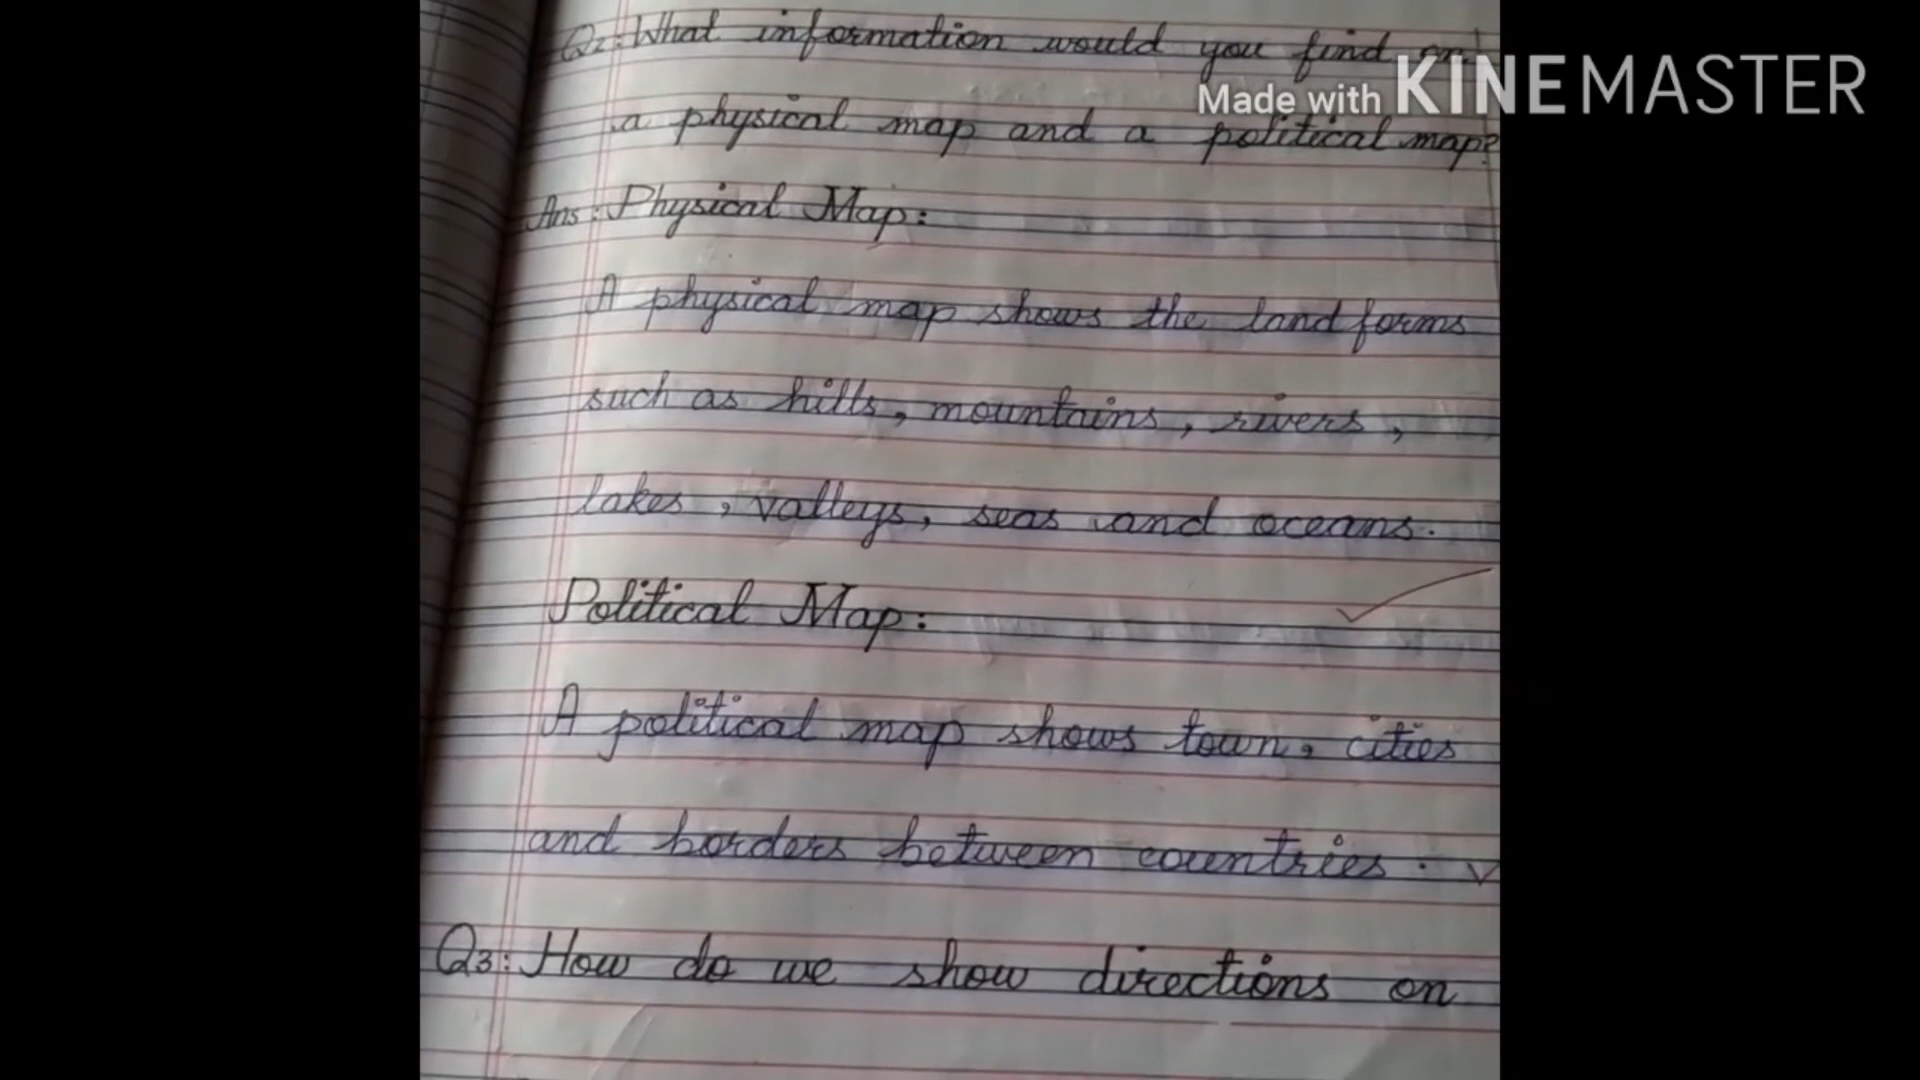 Q2: What information would you find on
Made with KINEMASTER
a physical map and a political map?
Ans: Physical Map:
A physical map shows the landforms
such as hills, mountains, rivers,
lakes, valleys, seas and oceans.
Political Map:
A political map shows town, cities
and borders between countries.
Q3: How do we show directions on